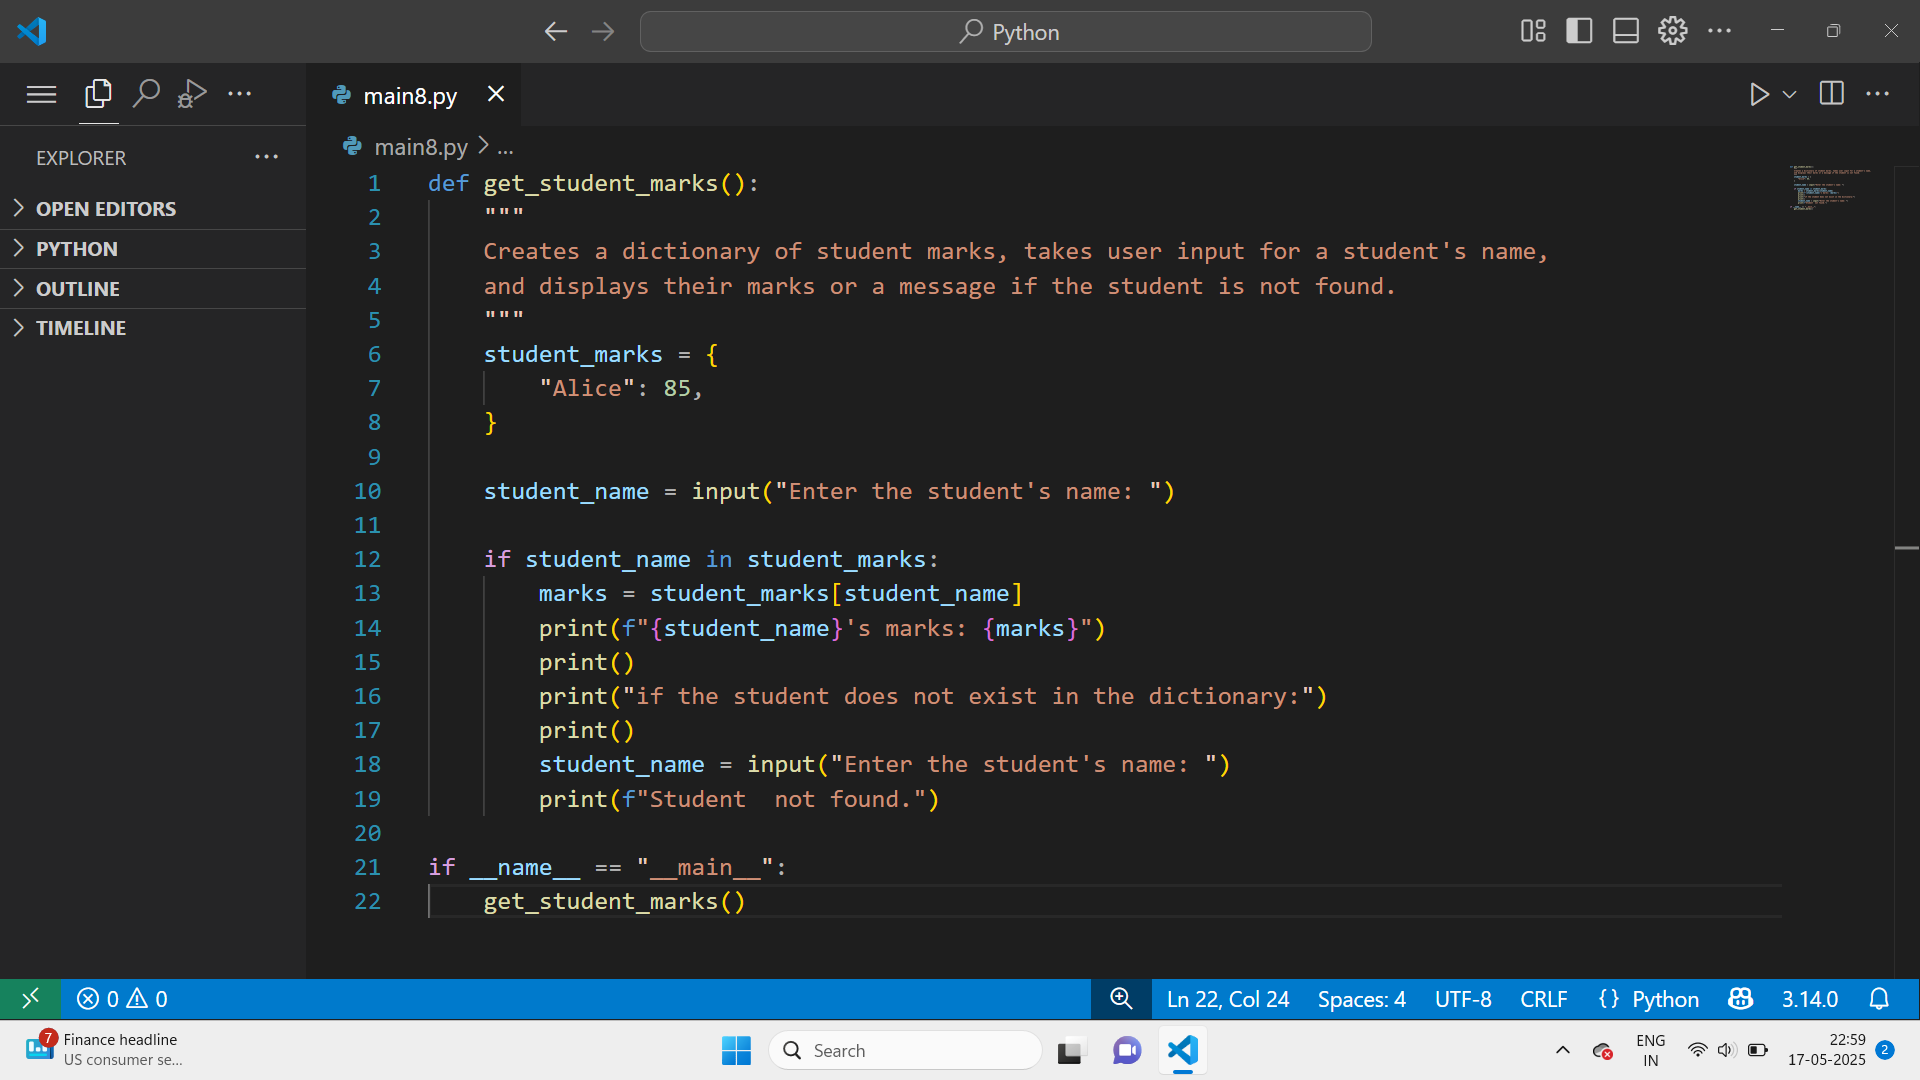 Python
main8.py
EXPLORER
main8.py > ...
OPEN EDITORS
PYTHON
OUTLINE
TIMELINE
1 def get_student_marks():
2     """
3     Creates a dictionary of student marks, takes user input for a student's name,
4     and displays their marks or a message if the student is not found.
5     """
6     student_marks = {
7         "Alice": 85,
8     }
9
10     student_name = input("Enter the student's name: ")
11
12     if student_name in student_marks:
13         marks = student_marks[student_name]
14         print(f"{student_name}'s marks: {marks}")
15         print()
16         print("if the student does not exist in the dictionary:")
17         print()
18         student_name = input("Enter the student's name: ")
19         print(f"Student  not found.")
20
21 if __name__ == "__main__":
22     get_student_marks()
0 0 Ln 22, Col 24 Spaces: 4 UTF-8 CRLF {} Python 3.14.0
7 Finance headline
US consumer se...
Search
ENG
IN
22:59
17-05-2025
2